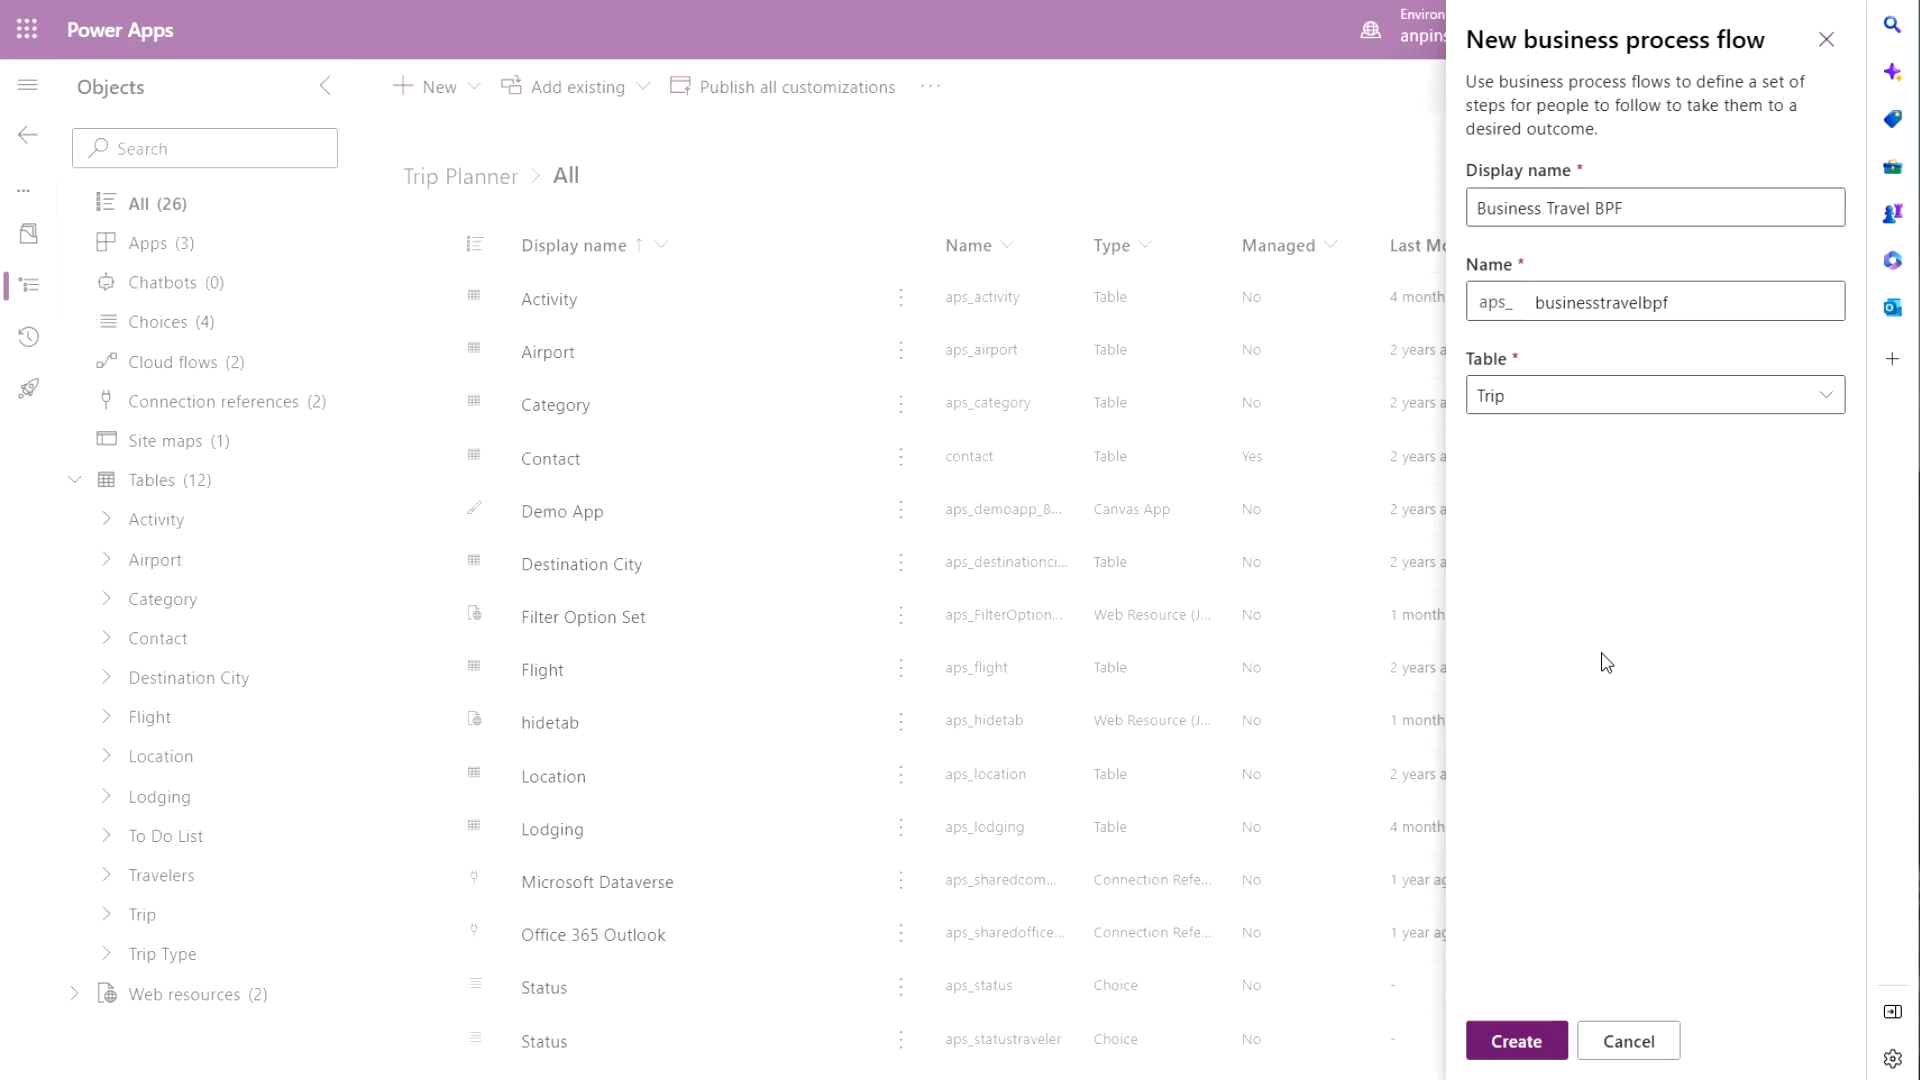 Power Apps
Environ
anpins
Objects
New
Add existing
Publish all customizations
Search
Trip Planner > All
All (26)
Apps (3)
Chatbots (0)
Choices (4)
Cloud flows (2)
Connection references (2)
Site maps (1)
Tables (12)
Activity
Airport
Category
Contact
Destination City
Flight
Location
Lodging
To Do List
Travelers
Trip
Trip Type
Web resources (2)
Display name ↑ Name Type Managed Last Mo
Activity aps_activity Table No 4 month
Airport aps_airport Table No 2 years a
Category aps_category Table No 2 years a
Contact contact Table Yes 2 years a
Demo App aps_demoapp_8... Canvas App No 2 years a
Destination City aps_destinationci... Table No 2 years a
Filter Option Set aps_FilterOption... Web Resource (J... No 1 month
Flight aps_flight Table No 2 years a
hidetab aps_hidetab Web Resource (J... No 1 month
Location aps_location Table No 2 years a
Lodging aps_lodging Table No 4 month
Microsoft Dataverse aps_sharedcom... Connection Refe... No 1 year ag
Office 365 Outlook aps_sharedoffice... Connection Refe... No 1 year ag
Status aps_status Choice No -
Status aps_statustraveler Choice No -
New business process flow
Use business process flows to define a set of
steps for people to follow to take them to a
desired outcome.
Display name *
Business Travel BPF
Name *
aps_ businesstravelbpf
Table *
Trip
Create Cancel